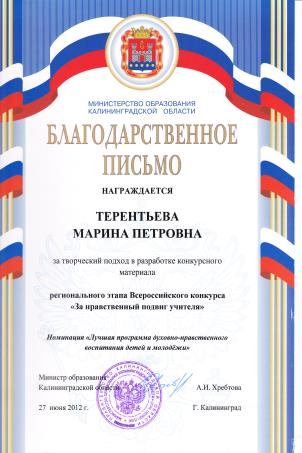 МИНИСТЕРСТВО ОБРАЗОВАНИЯ
КАЛИНИНГРАДСКОЙ ОБЛАСТИ
БЛАГОДАРСТВЕННОЕ
ПИСЬМО
НАГРАЖДАЕТСЯ
ТЕРЕНТЬЕВА
МАРИНА ПЕТРОВНА
за творческий подход в разработке конкурсного
материала
регионального этапа Всероссийского конкурса
«За нравственный подвиг учителя»
Номинация «Лучшая программа духовно-нравственного
воспитания детей и молодёжи»
Министр образования
Калининградской области А.И. Хребтова
27 июня 2012 г. Г. Калининград